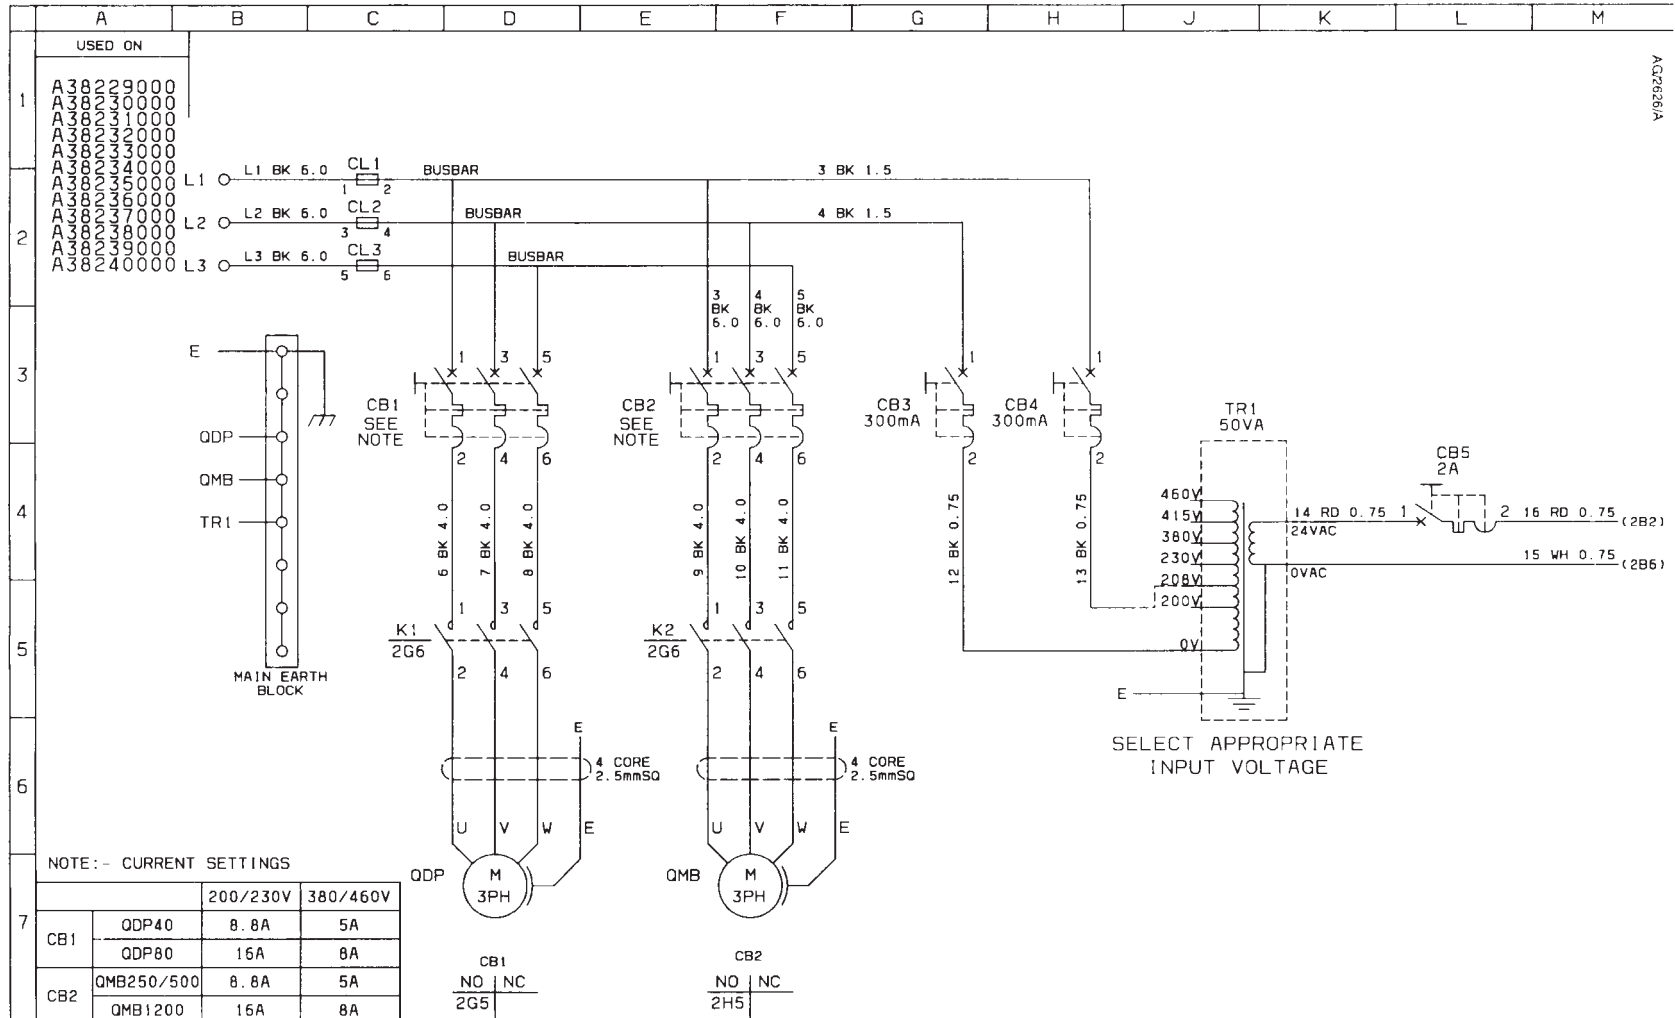 A B C D E F G H J K L M
USED ON
AG/2626/A
1
A38229000
A38230000
A38231000
A38232000
A38233000
A38234000
A38235000
A38236000
A38237000
A38238000
A38239000
A38240000
L1 L1 BK 6.0 CL1 BUSBAR 3 BK 1.5
1 2
L2 L2 BK 6.0 CL2 BUSBAR 4 BK 1.5
2
3 4
L3 L3 BK 6.0 CL3 BUSBAR
5 6
3 4 5
BK BK BK
6.0 6.0 6.0
E
3
1 3 5 1 3 5 1 1
CB1
SEE
NOTE
CB2
SEE
NOTE
CB3
300mA
CB4
300mA
TR1
50VA
QDP
QMB
TR1
MAIN EARTH
BLOCK
2 4 6 2 4 6 2 2
4
6 BK 4.0
7 BK 4.0
8 BK 4.0
9 BK 4.0
10 BK 4.0
11 BK 4.0
12 BK 0.75
13 BK 0.75
460V
415V
380V
230V
208V
200V
0V
CB5
2A
14 RD 0.75 1 2 16 RD 0.75 (2B2)
24VAC
15 WH 0.75 (2B6)
0VAC
5
1 3 5 1 3 5
K1
2G6
K2
2G6
2 4 6 2 4 6
E
SELECT APPROPRIATE
INPUT VOLTAGE
6
E E
4 CORE
2.5mmSQ
4 CORE
2.5mmSQ
U V W E U V W E
QDP M
3PH
QMB M
3PH
7
NOTE:- CURRENT SETTINGS
200/230V 380/460V
CB1 QDP40 8.8A 5A
QDP80 16A 8A
CB2 QMB250/500 8.8A 5A
QMB1200 16A 8A
CB1
NO NC
2G5
CB2
NO NC
2H5